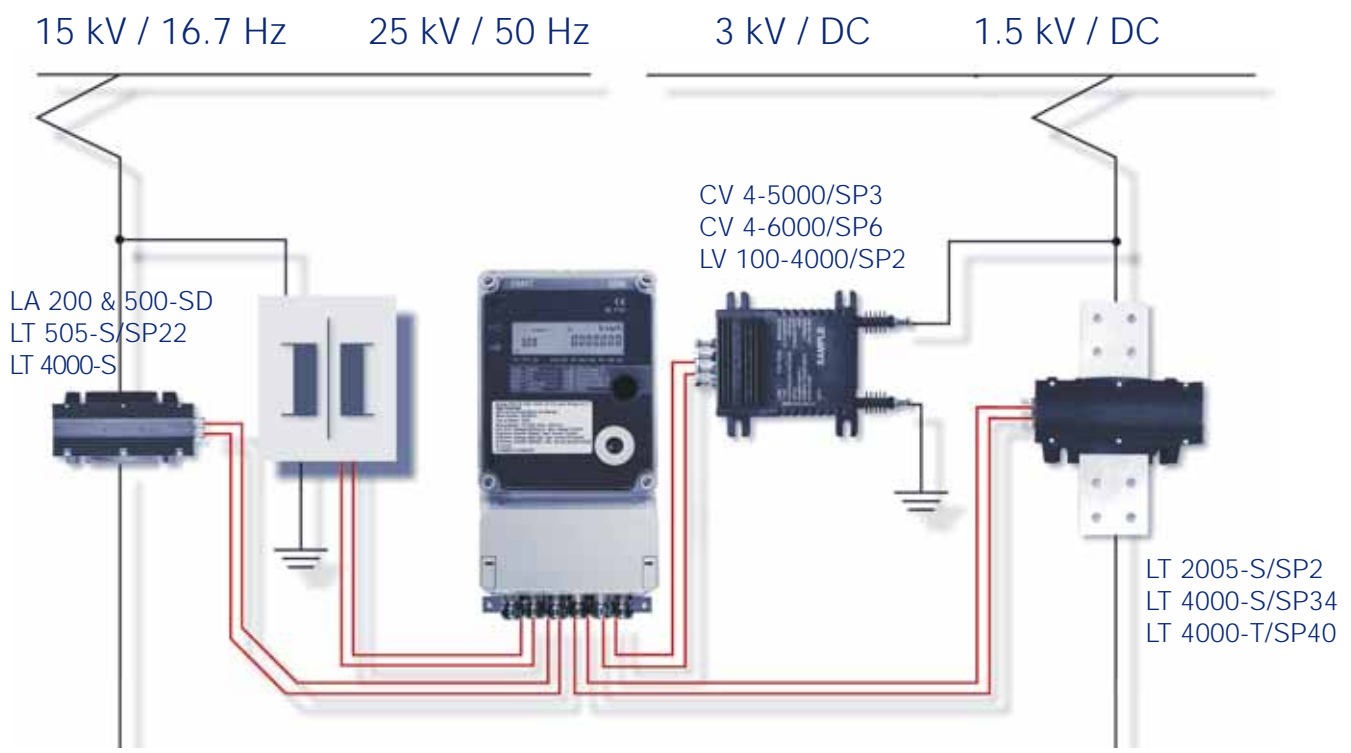 15 kV / 16.7 Hz
25 kV / 50 Hz
3 kV / DC
1.5 kV / DC
CV 4-5000/SP3
CV 4-6000/SP6
LV 100-4000/SP2
LA 200 & 500-SD
LT 505-S/SP22
LT 4000-S
SAMPLE
LT 2005-S/SP2
LT 4000-S/SP34
LT 4000-T/SP40